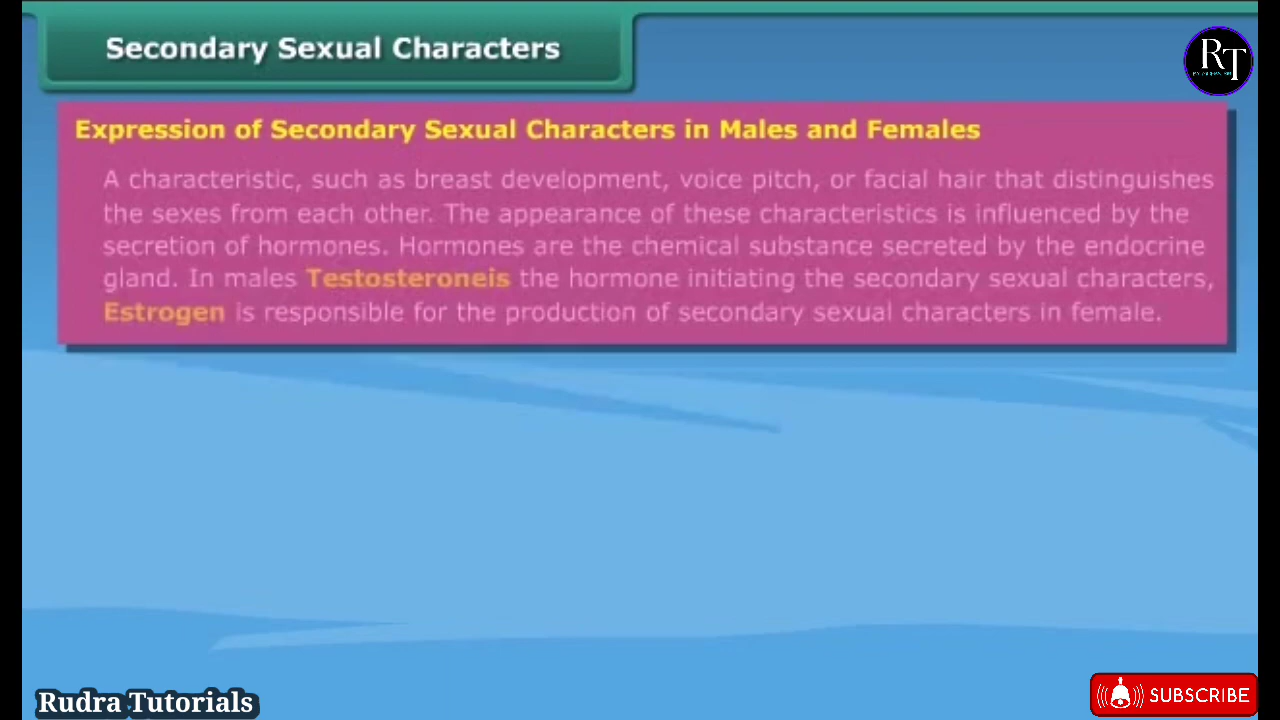 Secondary Sexual Characters
RT
Expression of Secondary Sexual Characters in Males and Females
A characteristic, such as breast development, voice pitch, or facial hair that distinguishes
the sexes from each other. The appearance of these characteristics is influenced by the
secretion of hormones. Hormones are the chemical substance secreted by the endocrine
gland. In males Testosteroneis the hormone initiating the secondary sexual characters,
Estrogen is responsible for the production of secondary sexual characters in female.
Rudra Tutorials
SUBSCRIBE